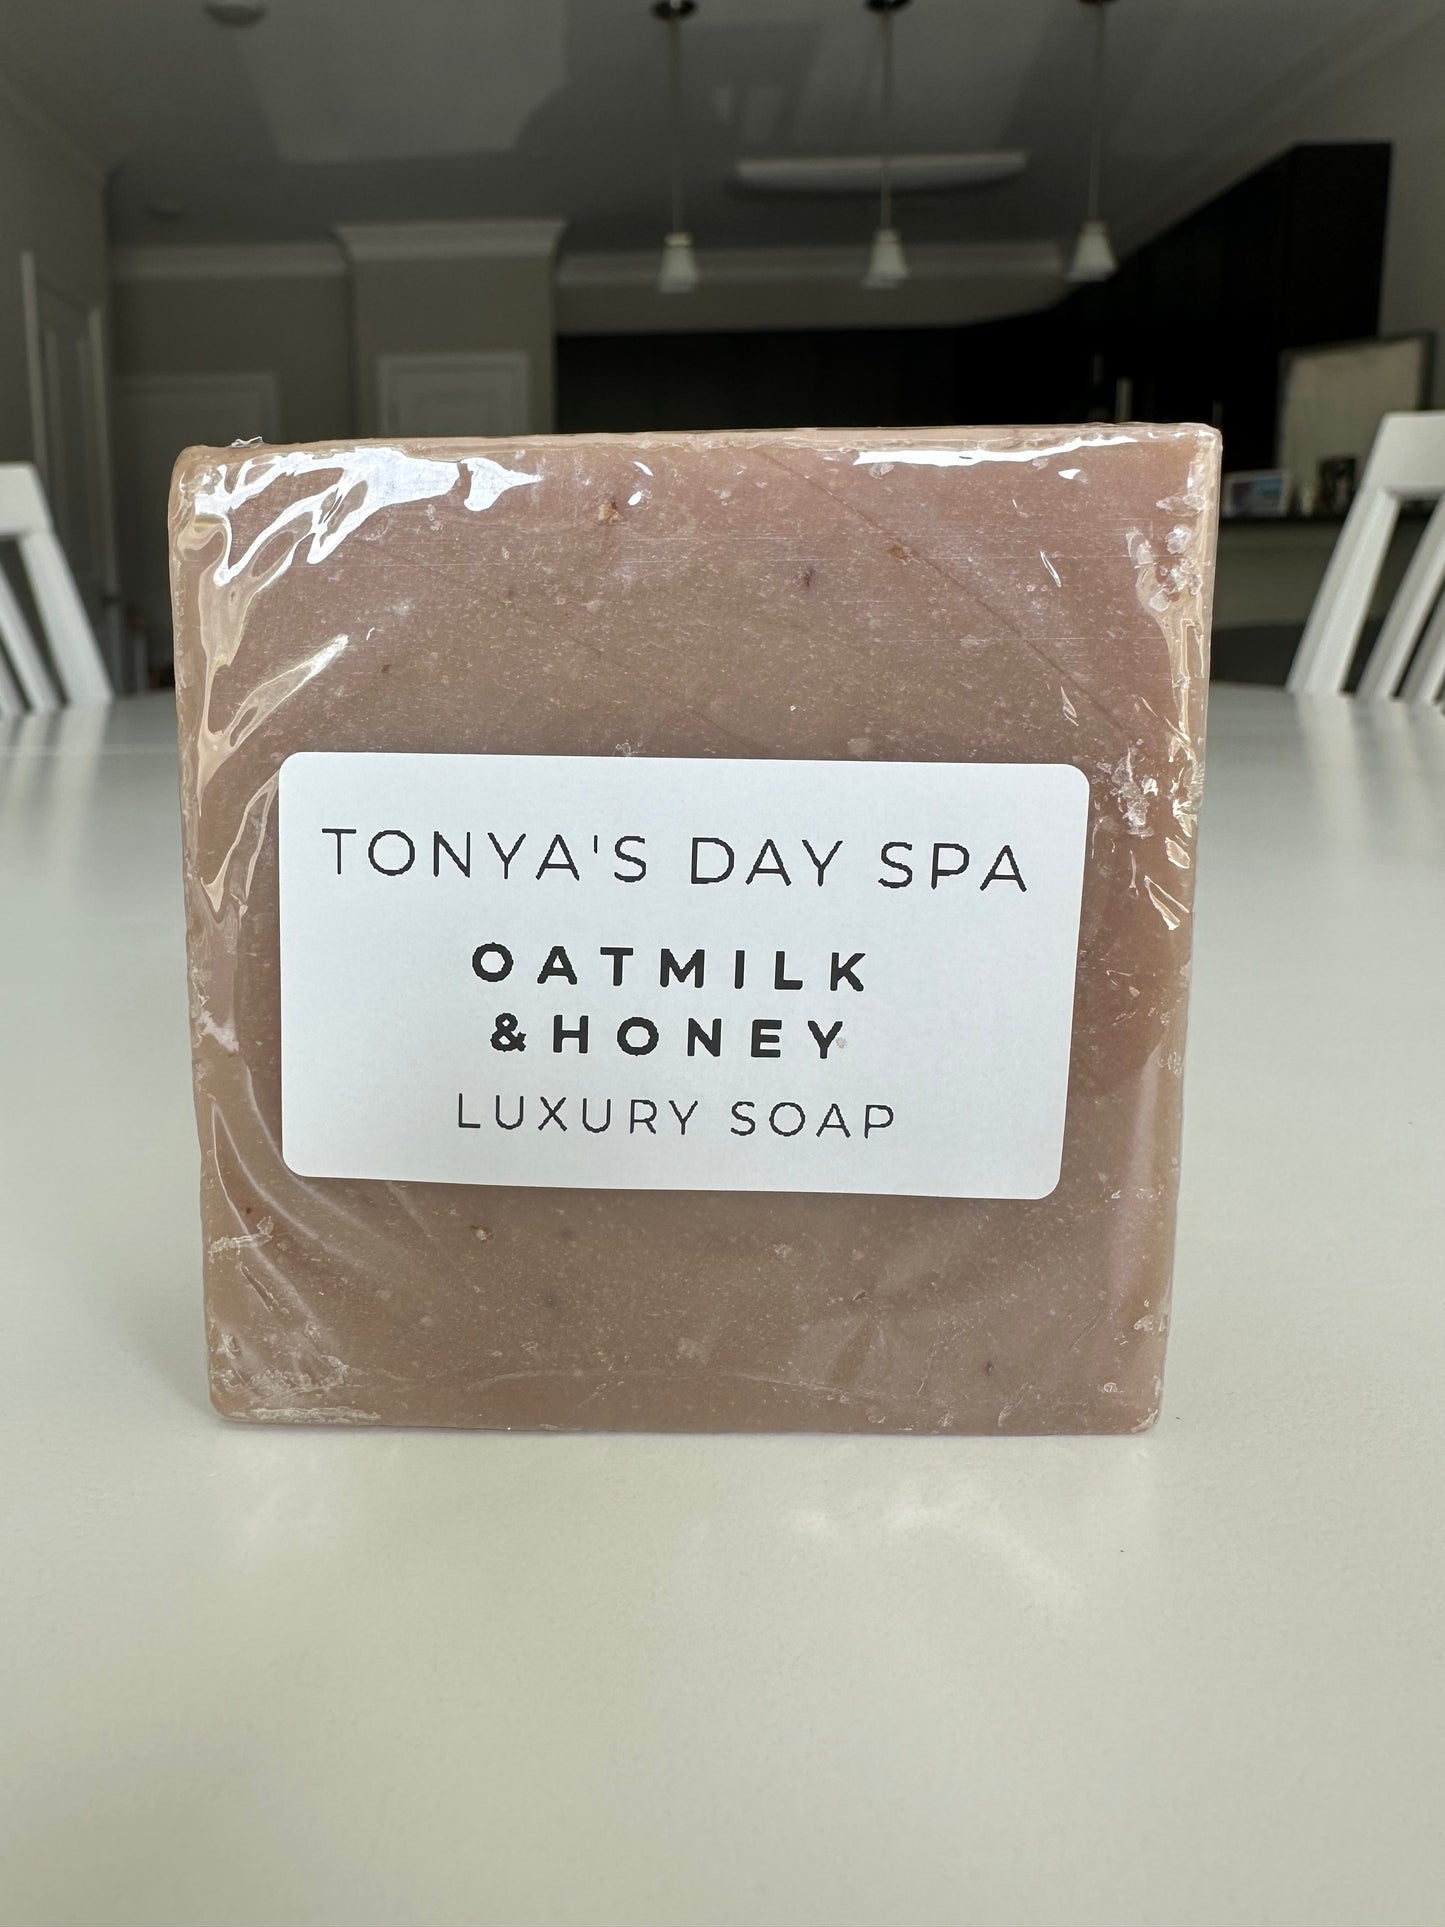 TONYA'S DAY SPA
OATMILK
&HONEY
LUXURY SOAP